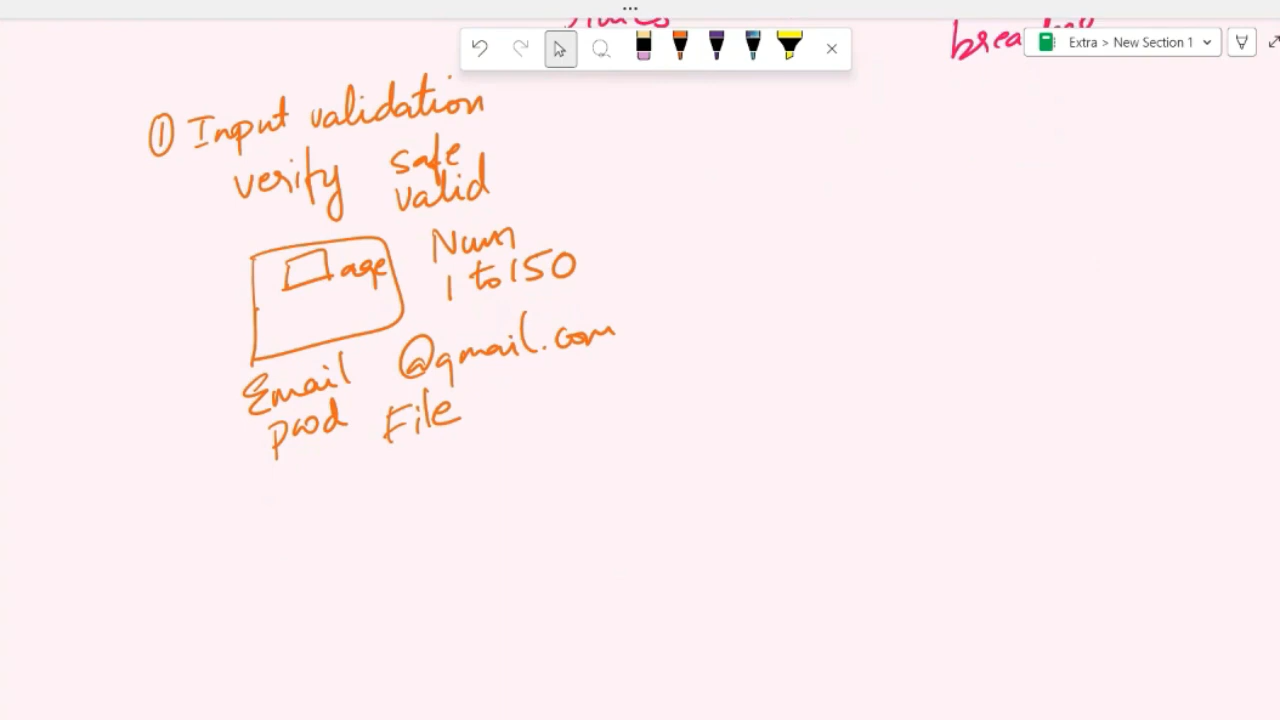 Extra > New Section 1
① Input validation
verify safe
valid
age Num
1 to 150
Email @gmail.com
pwd File